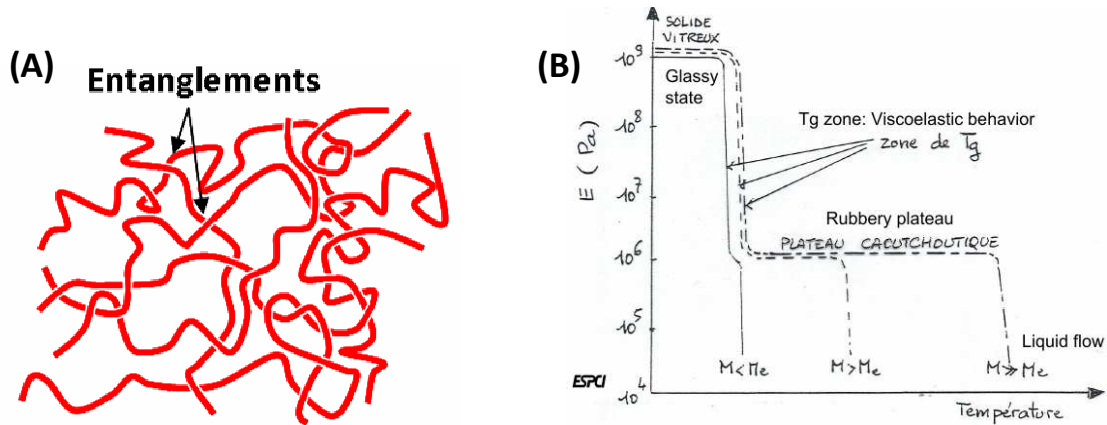 (A)
Entanglements
(B)
SOLIDE
VITREUX
10⁹
Glassy
state
10⁸
Tg zone: Viscoelastic behavior
zone de Tg
E (Pa)
10⁷
Rubbery plateau
PLATEAU CAOUTCHOUTIQUE
10⁶
10⁵
Liquid flow
M<Me
M>Me
M>>Me
ESPCI
10⁴
Température